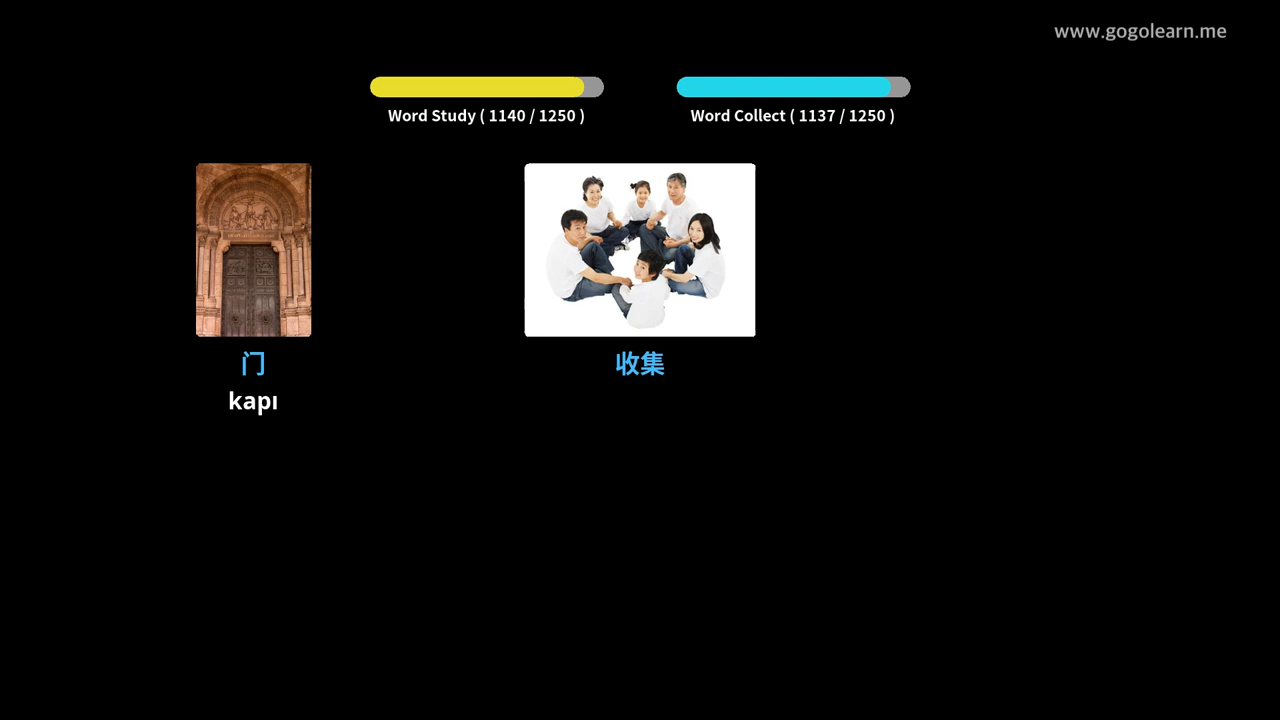 www.gogolearn.me
Word Study ( 1140 / 1250 )
Word Collect ( 1137 / 1250 )
门
kapı
收集